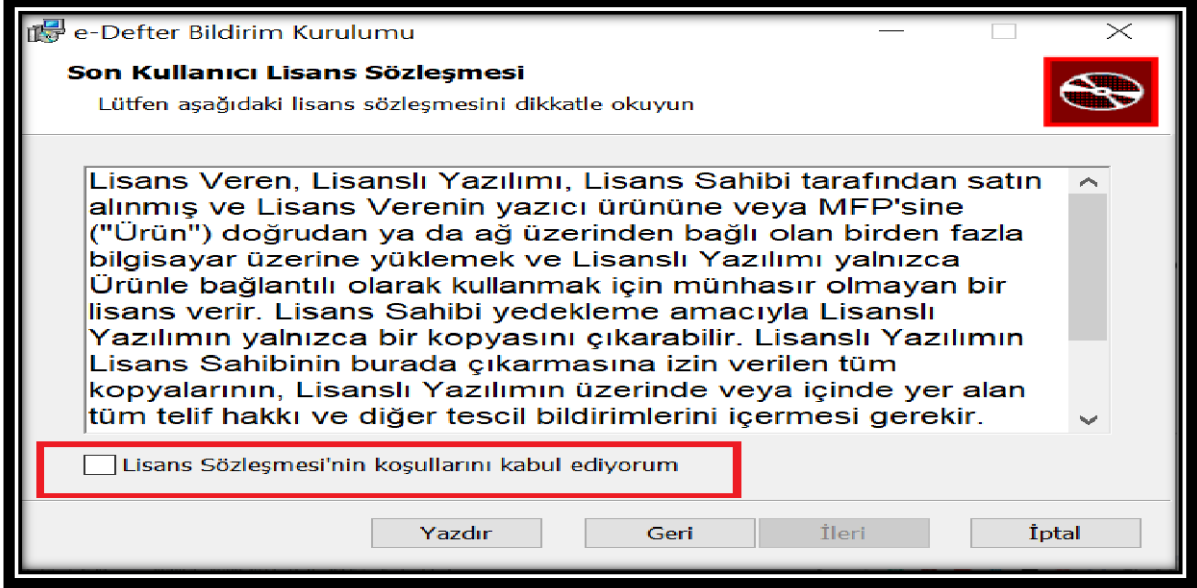 e-Defter Bildirim Kurulumu
Son Kullanıcı Lisans Sözleşmesi
Lütfen aşağıdaki lisans sözleşmesini dikkatle okuyun
Lisans Veren, Lisanslı Yazılımı, Lisans Sahibi tarafından satın
alınmış ve Lisans Verenin yazıcı ürününe veya MFP'sine
("Ürün") doğrudan ya da ağ üzerinden bağlı olan birden fazla
bilgisayar üzerine yüklemek ve Lisanslı Yazılımı yalnızca
Ürünle bağlantılı olarak kullanmak için münhasır olmayan bir
lisans verir. Lisans Sahibi yedekleme amacıyla Lisanslı
Yazılımın yalnızca bir kopyasını çıkarabilir. Lisanslı Yazılımın
Lisans Sahibinin burada çıkarmasına izin verilen tüm
kopyalarının, Lisanslı Yazılımın üzerinde veya içinde yer alan
tüm telif hakkı ve diğer tescil bildirimlerini içermesi gerekir.
Lisans Sözleşmesi'nin koşullarını kabul ediyorum
Yazdır Geri İleri İptal